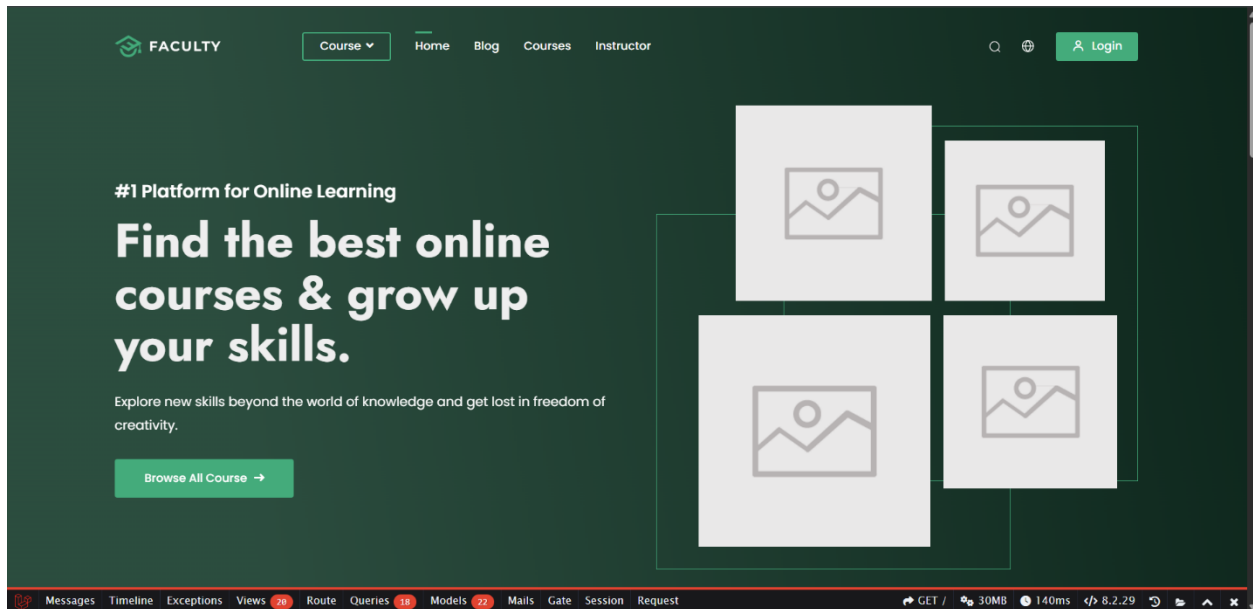 FACULTY
Course
Home
Blog
Courses
Instructor
Login
#1 Platform for Online Learning
Find the best online
courses & grow up
your skills.
Explore new skills beyond the world of knowledge and get lost in freedom of
creativity.
Browse All Course →
Messages Timeline Exceptions Views 20 Route Queries 18 Models 22 Mails Gate Session Request
GET / 30MB 140ms </> 8.2.29